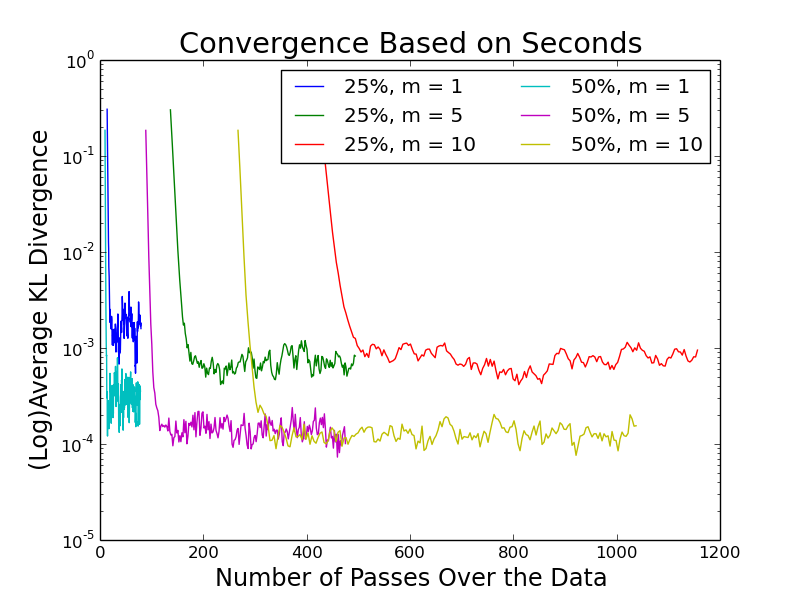 Convergence Based on Seconds
25%, m = 1
25%, m = 5
25%, m = 10
50%, m = 1
50%, m = 5
50%, m = 10
(Log)Average KL Divergence
10^0
10^-1
10^-2
10^-3
10^-4
10^-5
0 200 400 600 800 1000 1200
Number of Passes Over the Data